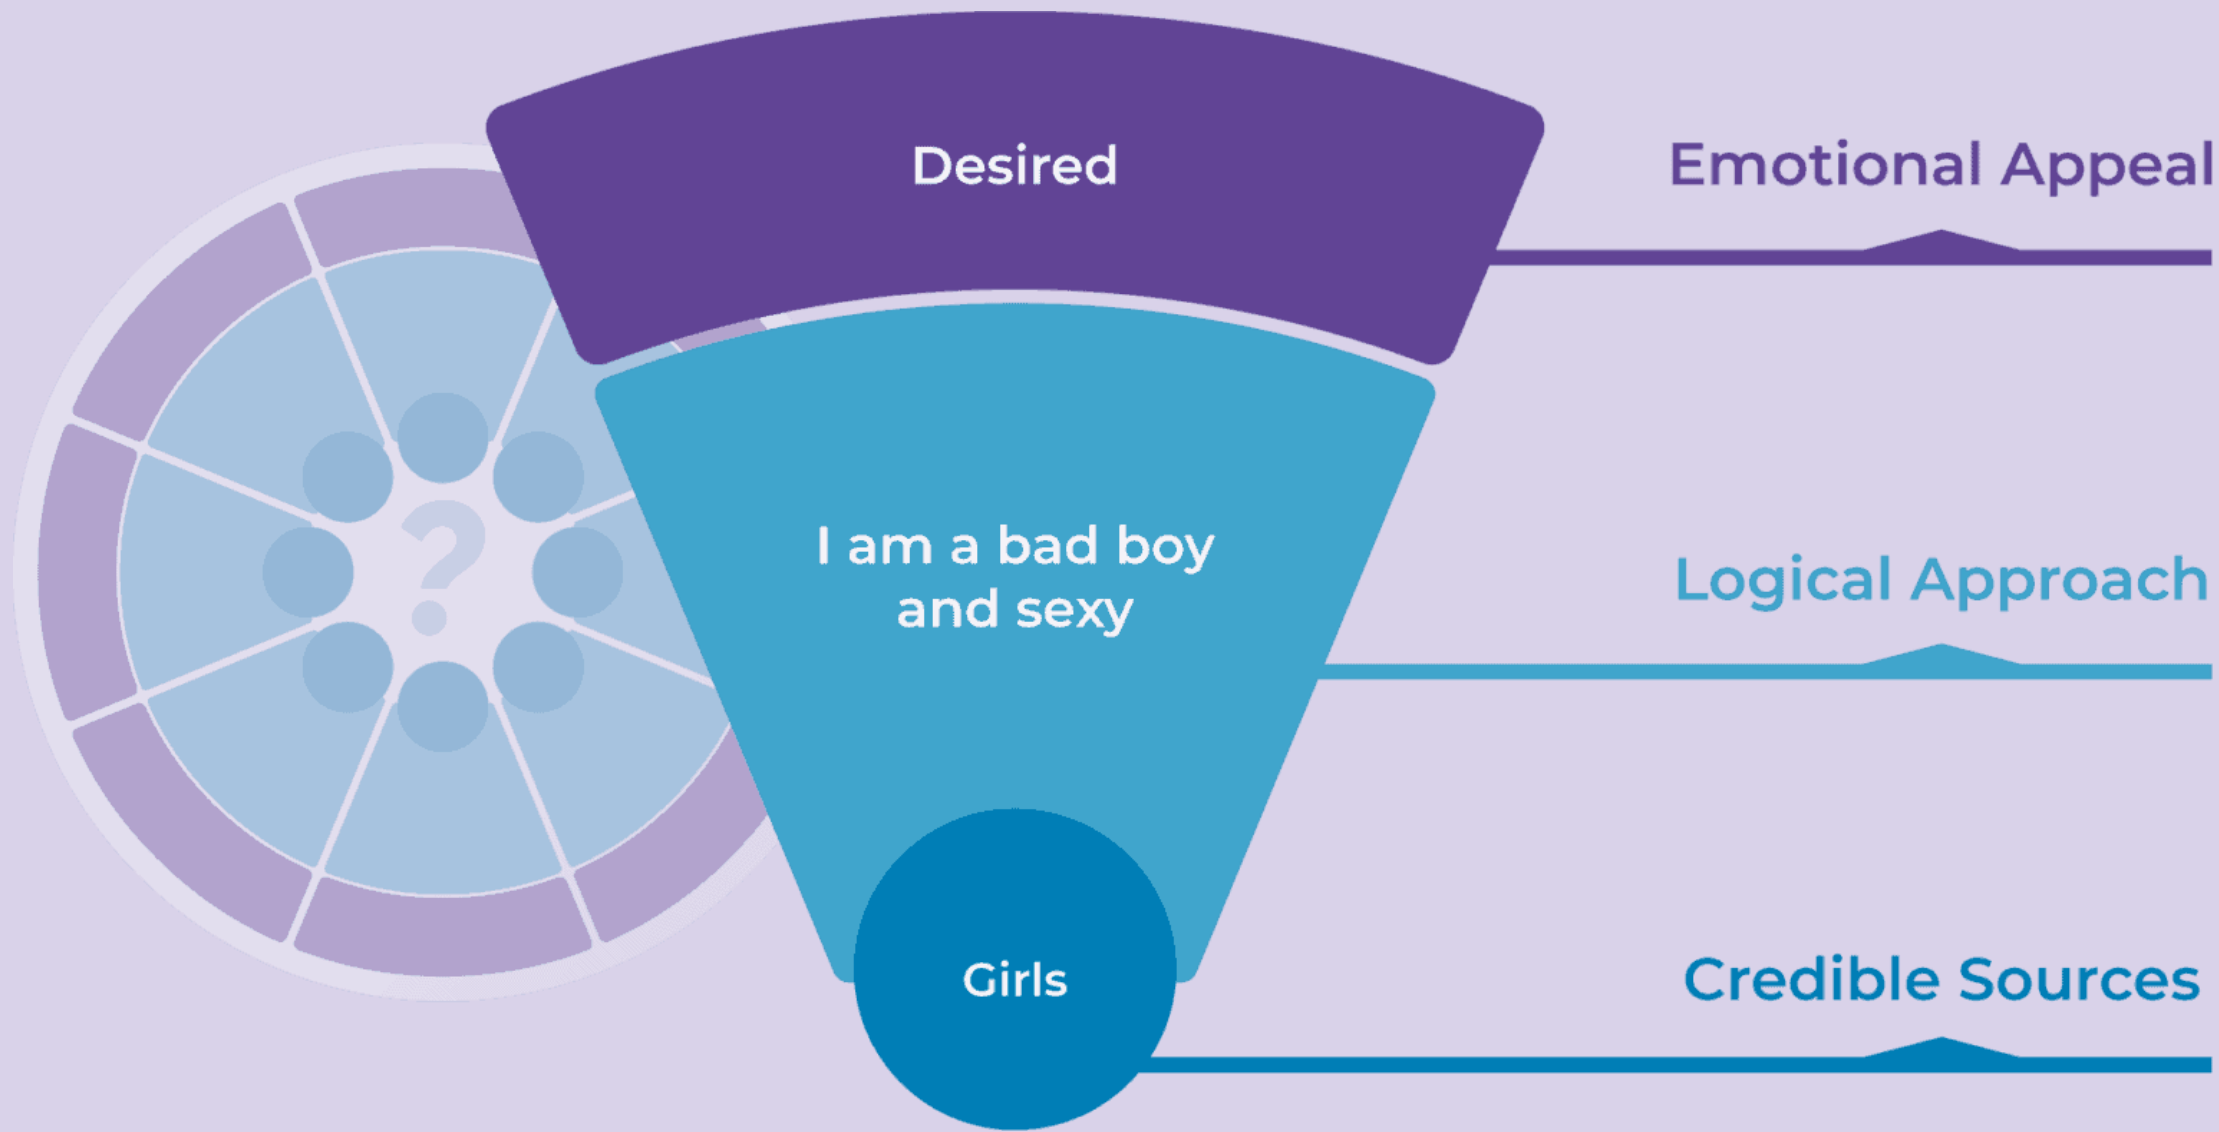 Desired
Emotional Appeal
I am a bad boy
and sexy
Logical Approach
?
Girls
Credible Sources